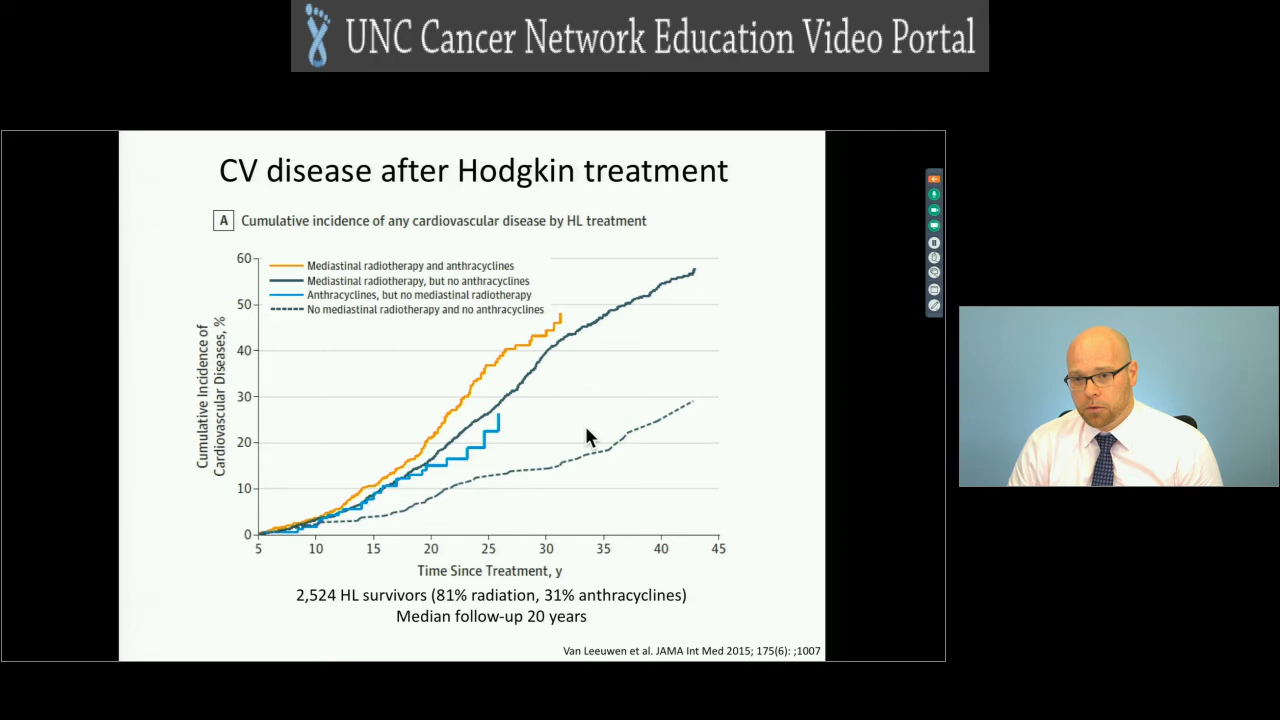 UNC Cancer Network Education Video Portal
CV disease after Hodgkin treatment
A Cumulative incidence of any cardiovascular disease by HL treatment
Cumulative Incidence of
Cardiovascular Diseases, %
60
50
40
30
20
10
0
Mediastinal radiotherapy and anthracyclines
Mediastinal radiotherapy, but no anthracyclines
Anthracyclines, but no mediastinal radiotherapy
No mediastinal radiotherapy and no anthracyclines
5 10 15 20 25 30 35 40 45
Time Since Treatment, y
2,524 HL survivors (81% radiation, 31% anthracyclines)
Median follow-up 20 years
Van Leeuwen et al. JAMA Int Med 2015; 175(6): ;1007